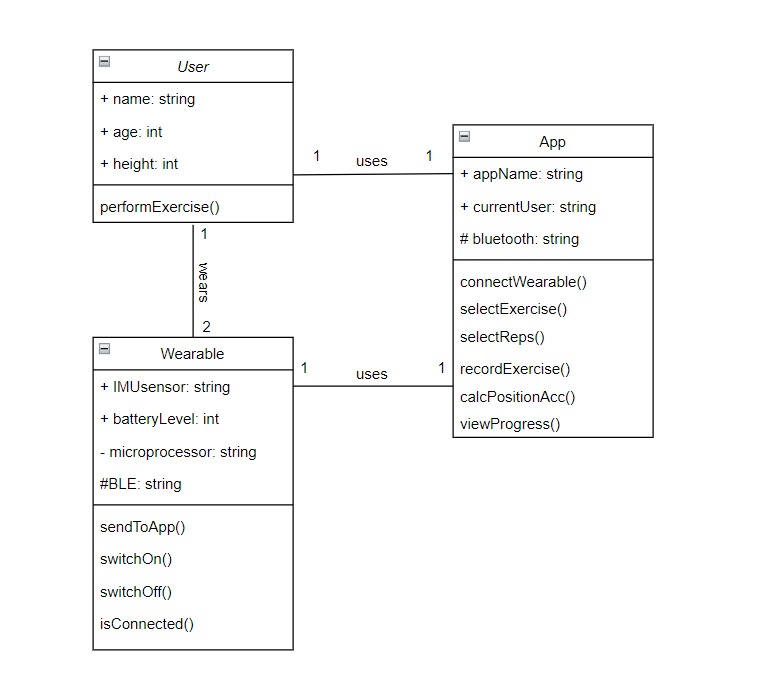 User
+ name: string
+ age: int
+ height: int
performExercise()
1 uses 1
App
+ appName: string
+ currentUser: string
# bluetooth: string
connectWearable()
selectExercise()
selectReps()
recordExercise()
calcPositionAcc()
viewProgress()
1
wears
2
Wearable
+ IMUsensor: string
+ batteryLevel: int
- microprocessor: string
#BLE: string
sendToApp()
switchOn()
switchOff()
isConnected()
1 uses 1